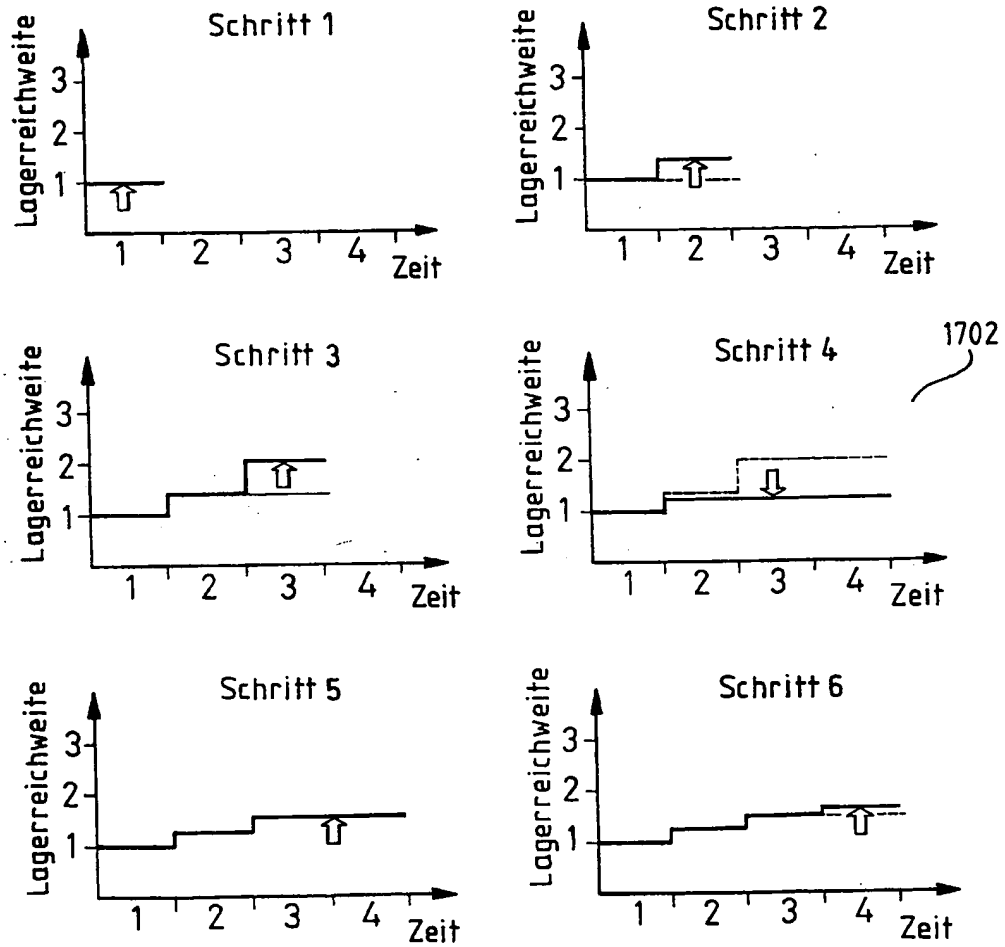 Schritt 1
Lagerreichweite
3
2
1
1 2 3 4
Zeit
Schritt 2
Lagerreichweite
3
2
1
1 2 3 4
Zeit
Schritt 3
Lagerreichweite
3
2
1
1 2 3 4
Zeit
Schritt 4
1702
Lagerreichweite
3
2
1
1 2 3 4
Zeit
Schritt 5
Lagerreichweite
3
2
1
1 2 3 4
Zeit
Schritt 6
Lagerreichweite
3
2
1
1 2 3 4
Zeit